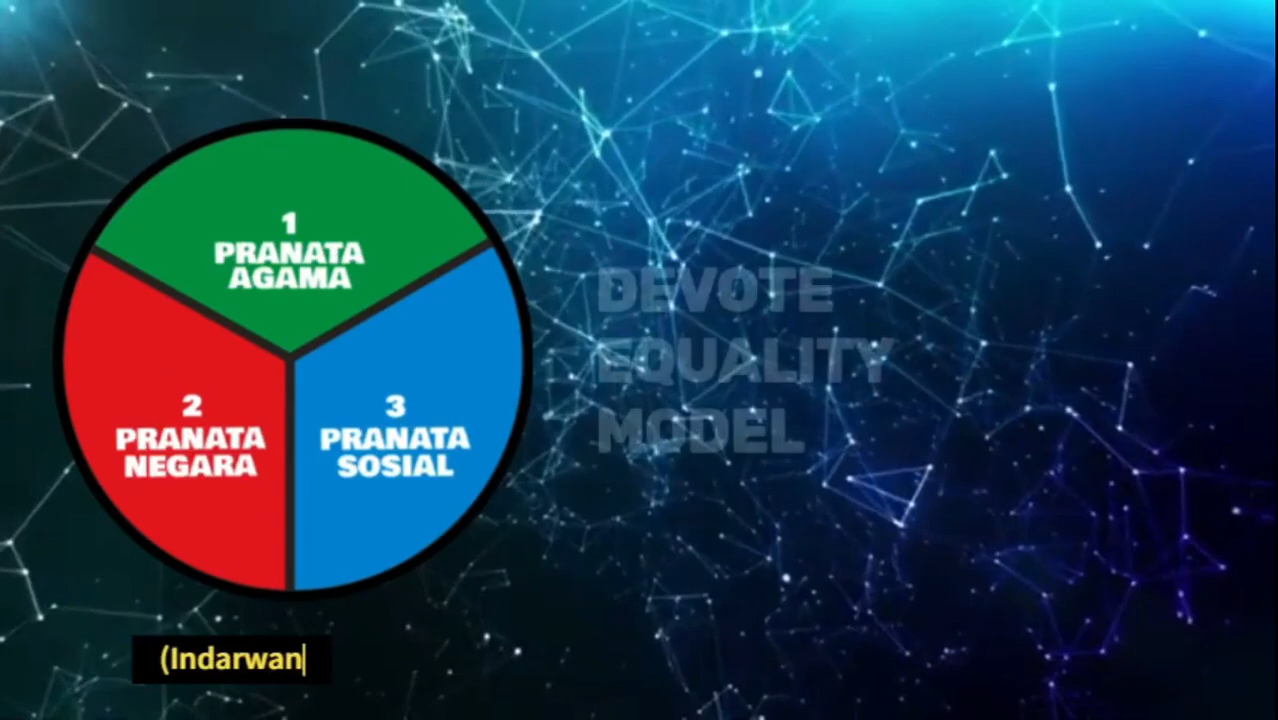 1
PRANATA
AGAMA
2
PRANATA
NEGARA
3
PRANATA
SOSIAL
DEVOTE
EQUALITY
MODEL
(Indarwan